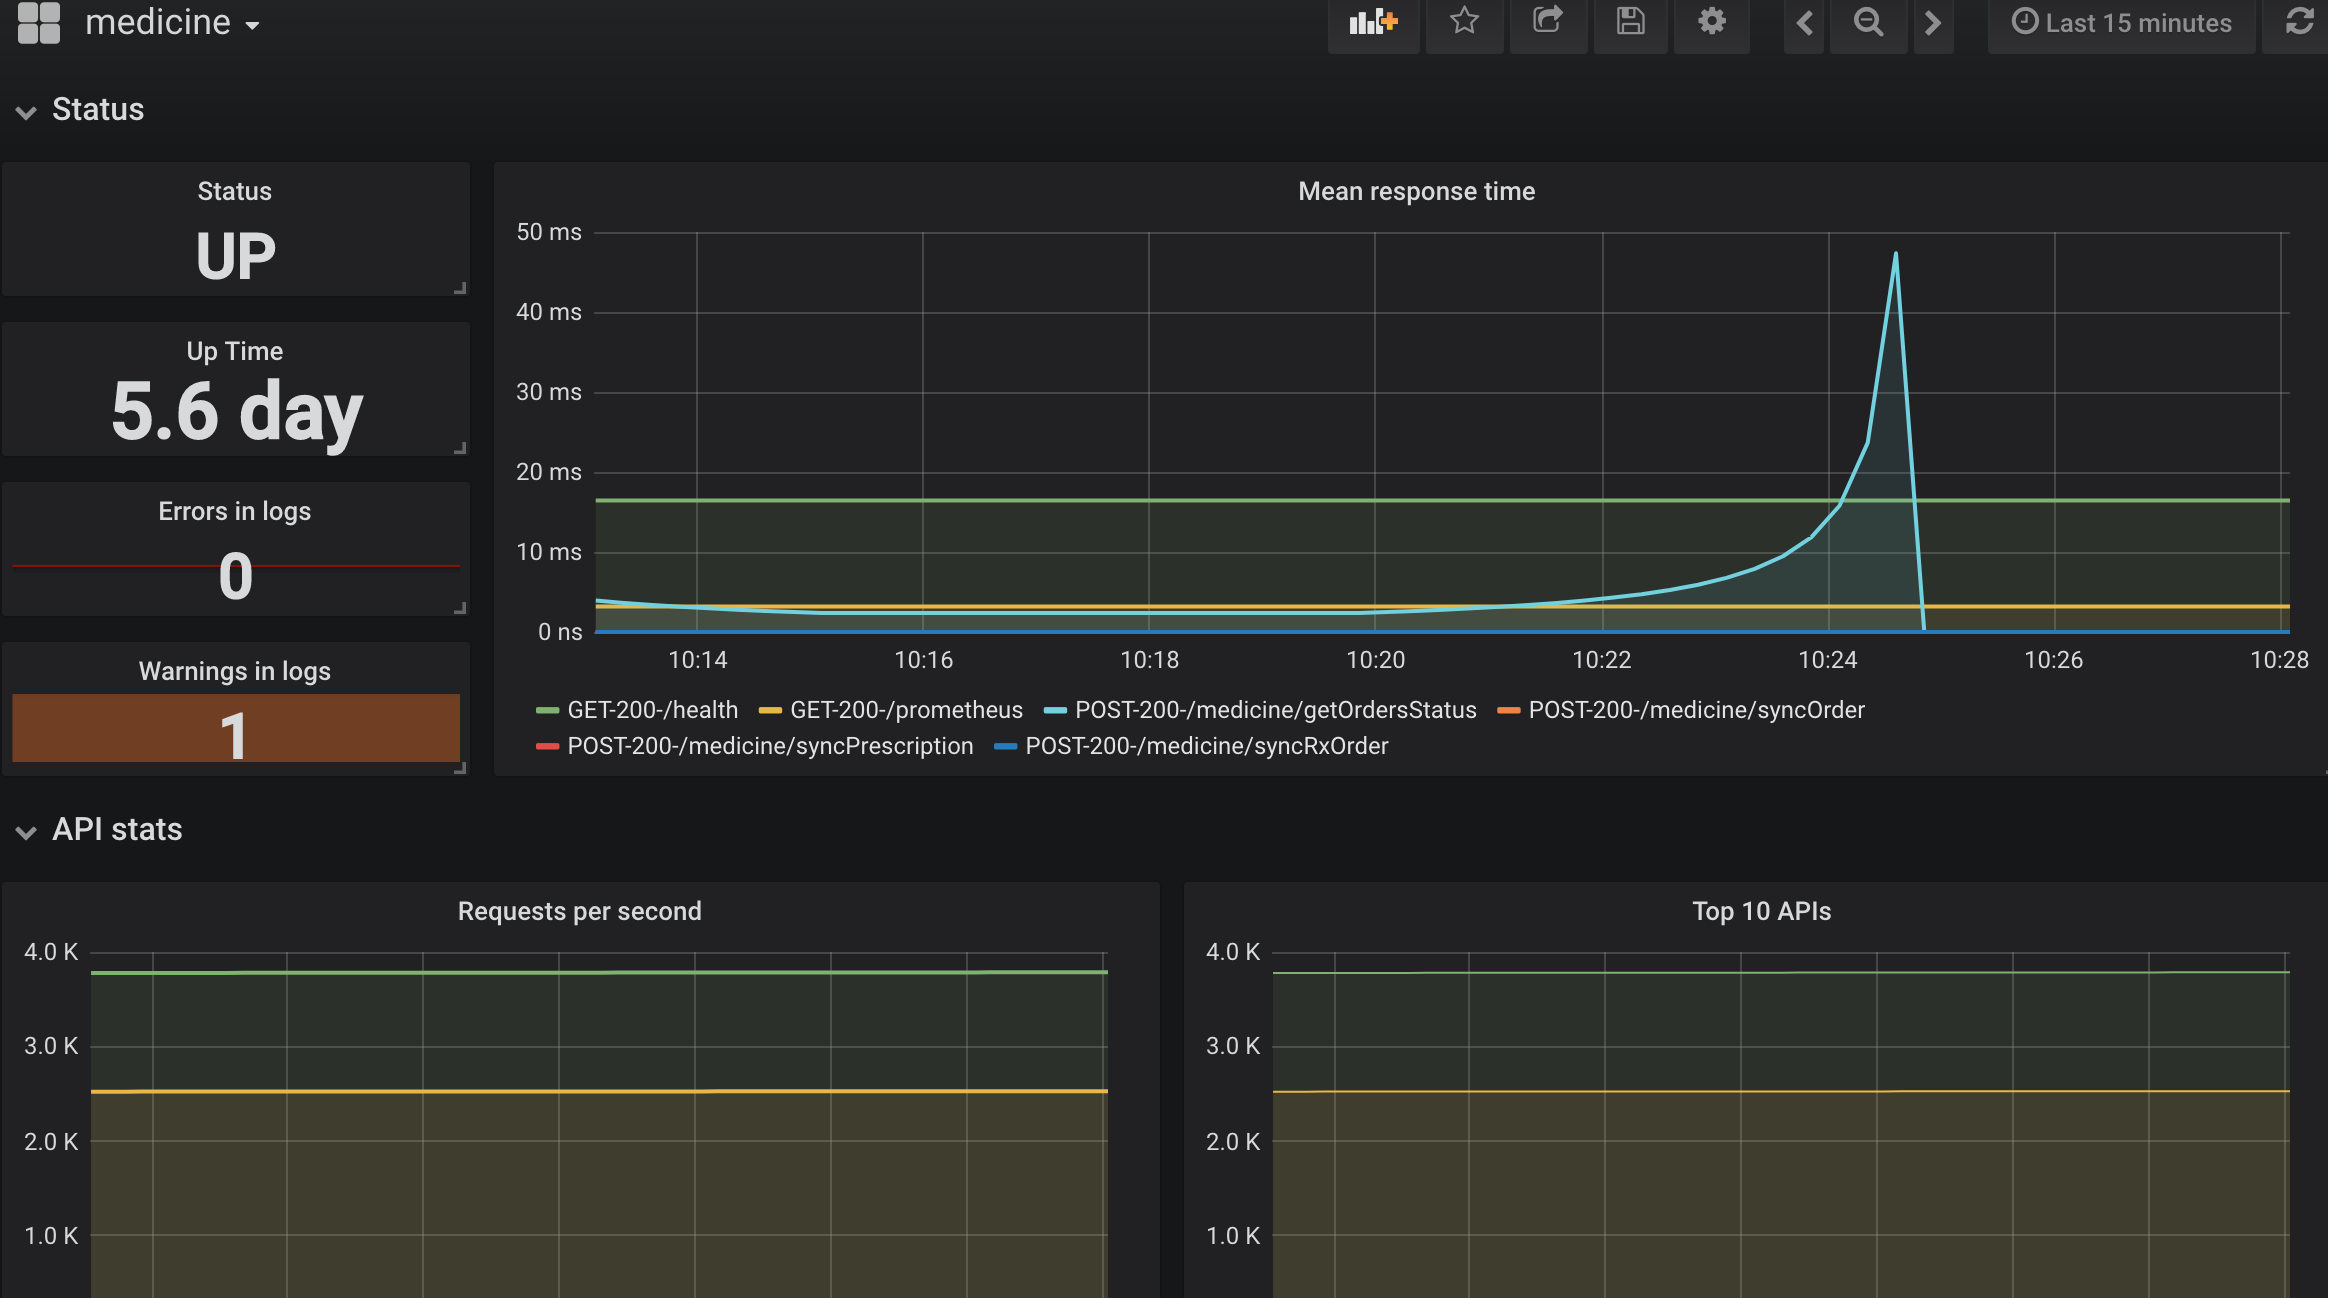 medicine
Last 15 minutes
Status
Status
UP
Up Time
5.6 day
Errors in logs
0
Warnings in logs
1
Mean response time
50 ms
40 ms
30 ms
20 ms
10 ms
0 ns
10:14 10:16 10:18 10:20 10:22 10:24 10:26 10:28
GET-200-/health GET-200-/prometheus POST-200-/medicine/getOrdersStatus POST-200-/medicine/syncOrder
POST-200-/medicine/syncPrescription POST-200-/medicine/syncRxOrder
API stats
Requests per second
4.0 K
3.0 K
2.0 K
1.0 K
Top 10 APIs
4.0 K
3.0 K
2.0 K
1.0 K